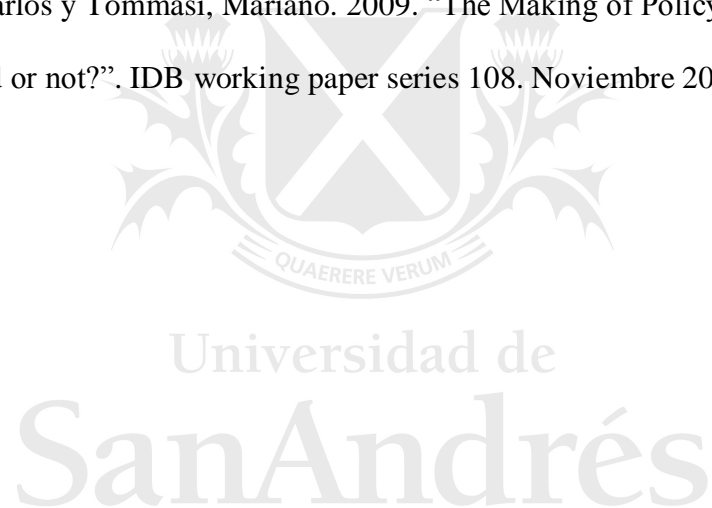 arlos y Tommasi, Mariano. 2009. “The Making of Policy
or not?”. IDB working paper series 108. Noviembre 20
QUAERERE VERUM
Universidad de
SanAndrés